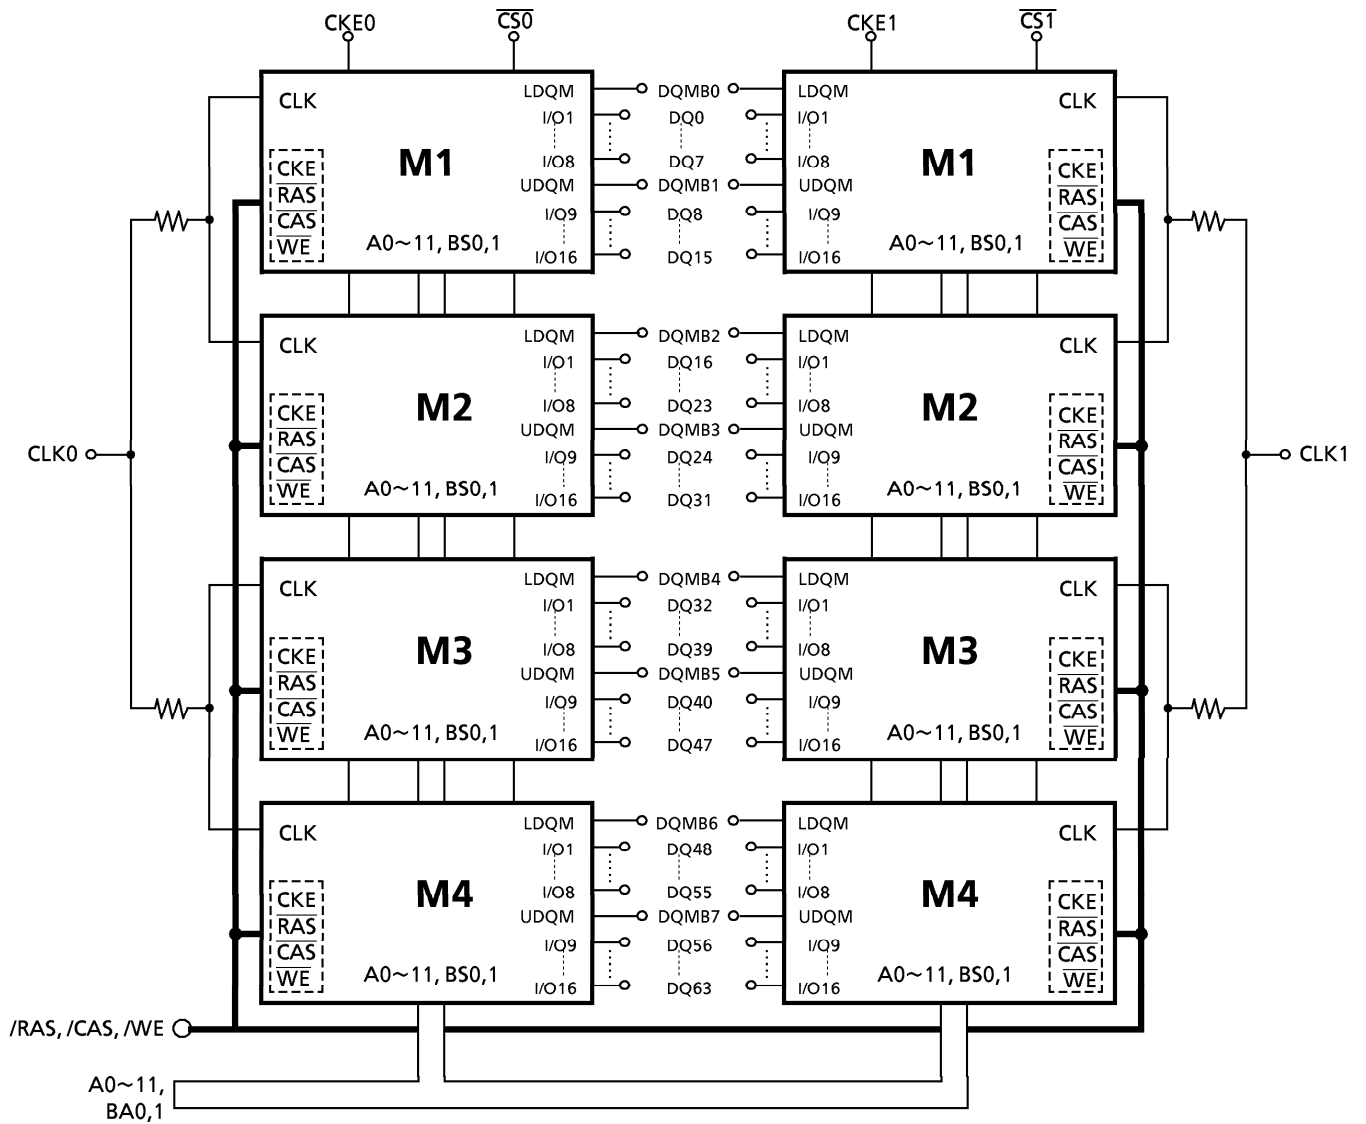 CKE0 CS0 CKE1 CS1
CLK LDQM DQMB0 LDQM CLK
I/O1 DQ0 I/O1
M1 M1
CKE I/O8 DQ7 I/O8 CKE
RAS UDQM DQMB1 UDQM RAS
CAS I/O9 DQ8 I/O9 CAS
WE A0~11, BS0,1 I/O16 DQ15 I/O16 A0~11, BS0,1 WE
CLK LDQM DQMB2 LDQM CLK
I/O1 DQ16 I/O1
M2 M2
CKE I/O8 DQ23 I/O8 CKE
RAS UDQM DQMB3 UDQM RAS
CLK0 CAS I/O9 DQ24 I/O9 CAS CLK1
WE A0~11, BS0,1 I/O16 DQ31 I/O16 A0~11, BS0,1 WE
CLK LDQM DQMB4 LDQM CLK
I/O1 DQ32 I/O1
M3 M3
CKE I/O8 DQ39 I/O8 CKE
RAS UDQM DQMB5 UDQM RAS
CAS I/O9 DQ40 I/O9 CAS
WE A0~11, BS0,1 I/O16 DQ47 I/O16 A0~11, BS0,1 WE
CLK LDQM DQMB6 LDQM CLK
I/O1 DQ48 I/O1
M4 M4
CKE I/O8 DQ55 I/O8 CKE
RAS UDQM DQMB7 UDQM RAS
CAS I/O9 DQ56 I/O9 CAS
WE A0~11, BS0,1 I/O16 DQ63 I/O16 A0~11, BS0,1 WE
/RAS, /CAS, /WE
A0~11,
BA0,1